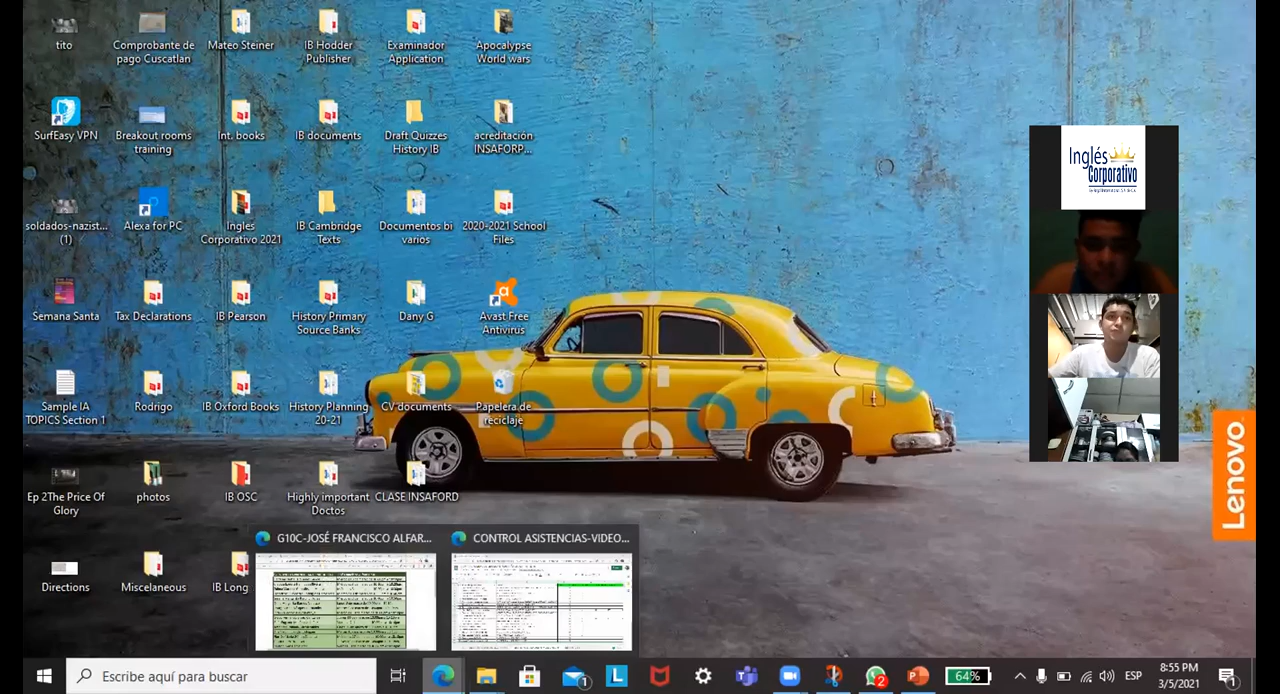 tito
Comprobante de
pago Cuscatlan
Mateo Steiner
IB Hodder
Publisher
Examinador
Application
Apocalypse
World wars
SurfEasy VPN
Breakout rooms
training
Int. books
IB documents
Draft Quizzes
History IB
acreditación
INSAFORP...
soldados-nazist...
(1)
Alexa for PC
Ingles
Corporativo 2021
IB Cambridge
Texts
Documentos bi
varios
2020-2021 School
Files
Semana Santa
Tax Declarations
IB Pearson
History Primary
Source Banks
Dany G
Avast Free
Antivirus
Sample IA
TOPICS Section 1
Rodrigo
IB Oxford Books
History Planning
20-21
CV documents
Papelera de
reciclaje
Ep 2The Price Of
Glory
photos
IB OSC
Highly important
Doctos
CLASE INSAFORD
Directions
Miscelaneous
IB Long
G10C-JOSÉ FRANCISCO ALFAR...
CONTROL ASISTENCIAS-VIDEO...
Inglés
Corporativo
Lenovo
Escribe aquí para buscar
1
L
2
64%
ESP
8:55 PM
3/5/2021
1